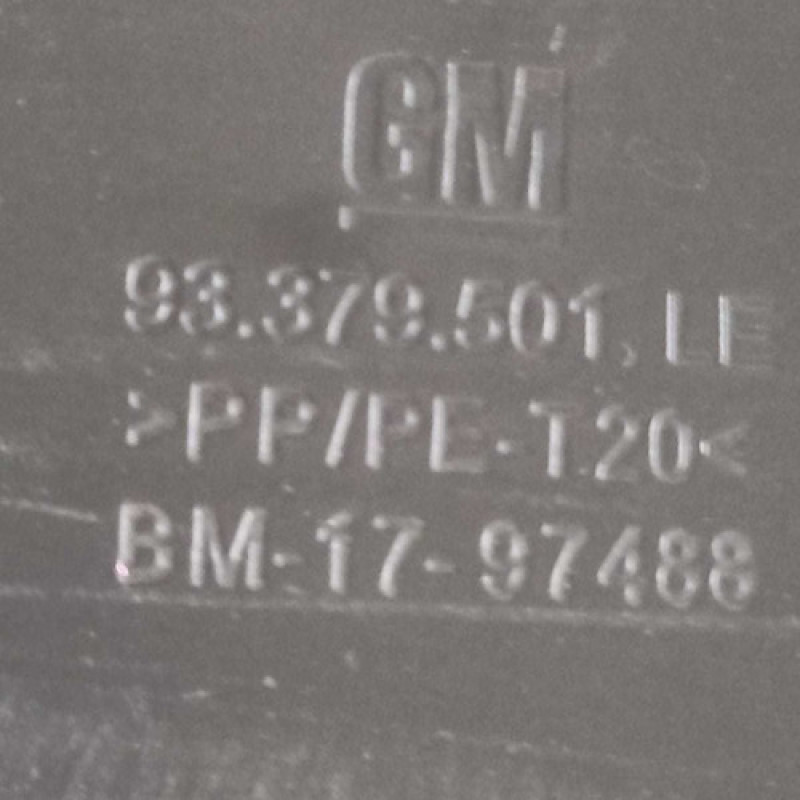 GM
93.379.501, LE
>PP/PE-T20<
BM-17-97488